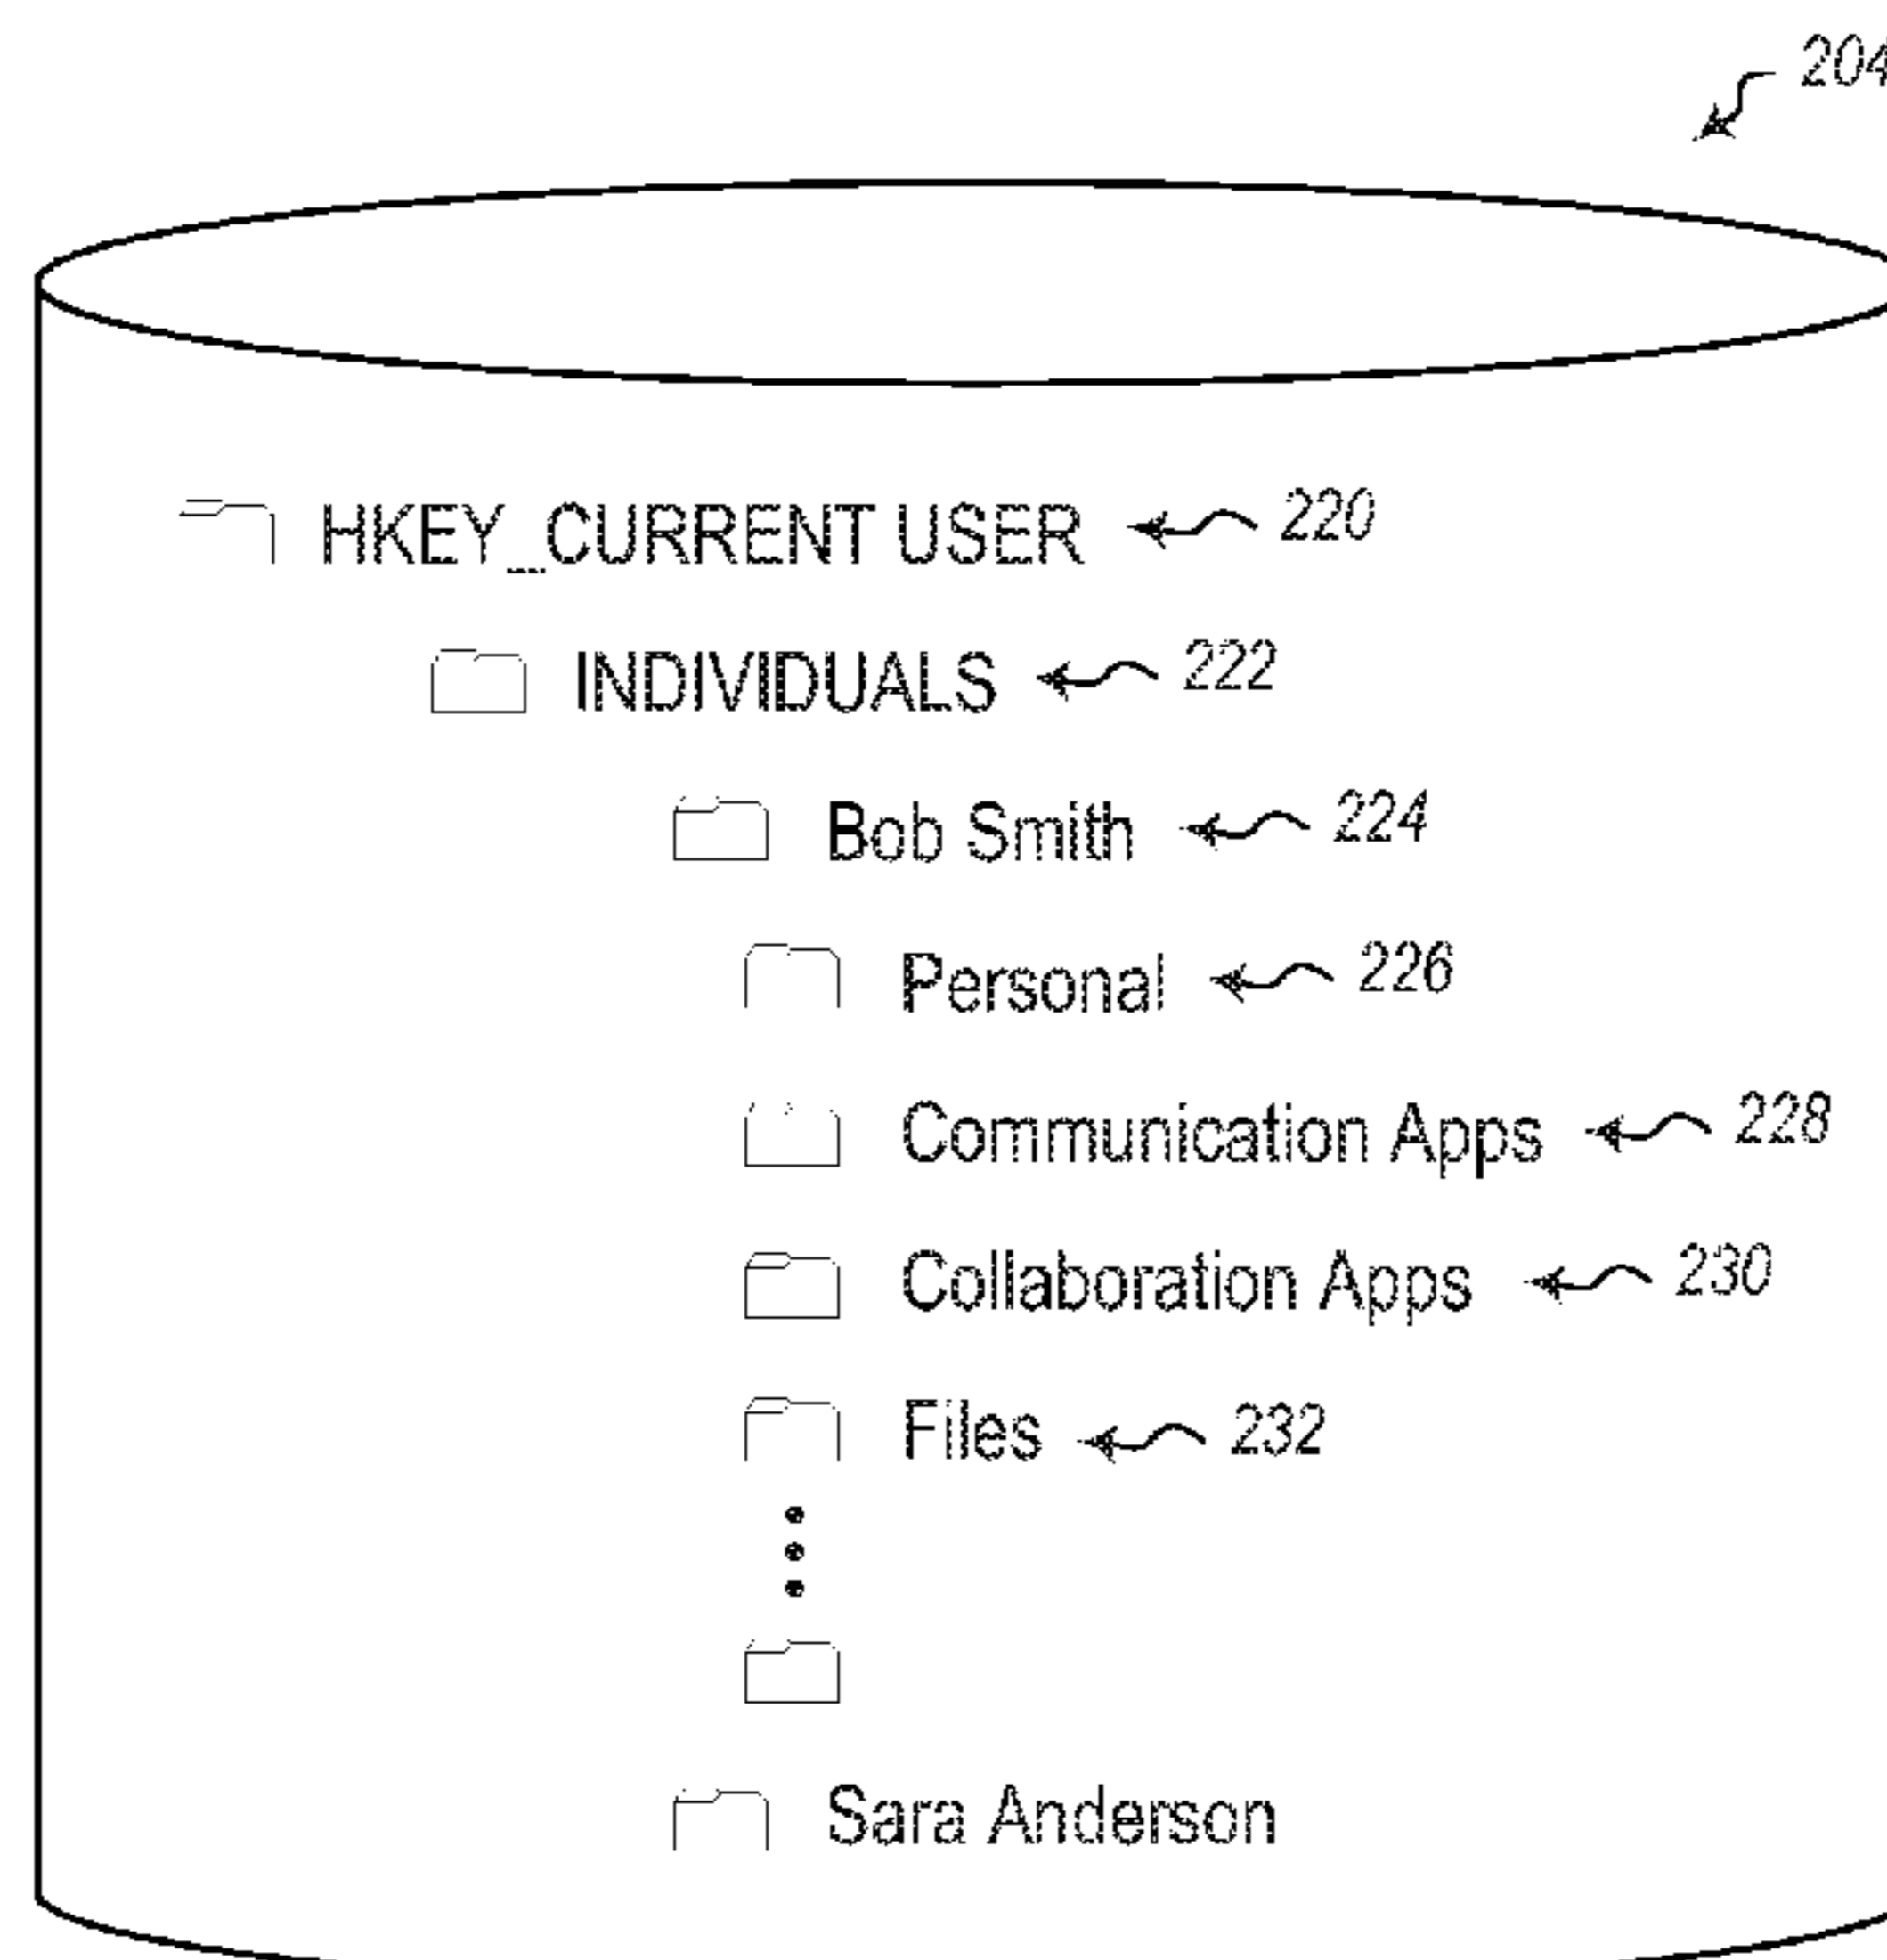 204
HKEY_CURRENT USER 220
INDIVIDUALS 222
Bob Smith 224
Personal 226
Communication Apps 228
Collaboration Apps 230
Files 232
Sara Anderson